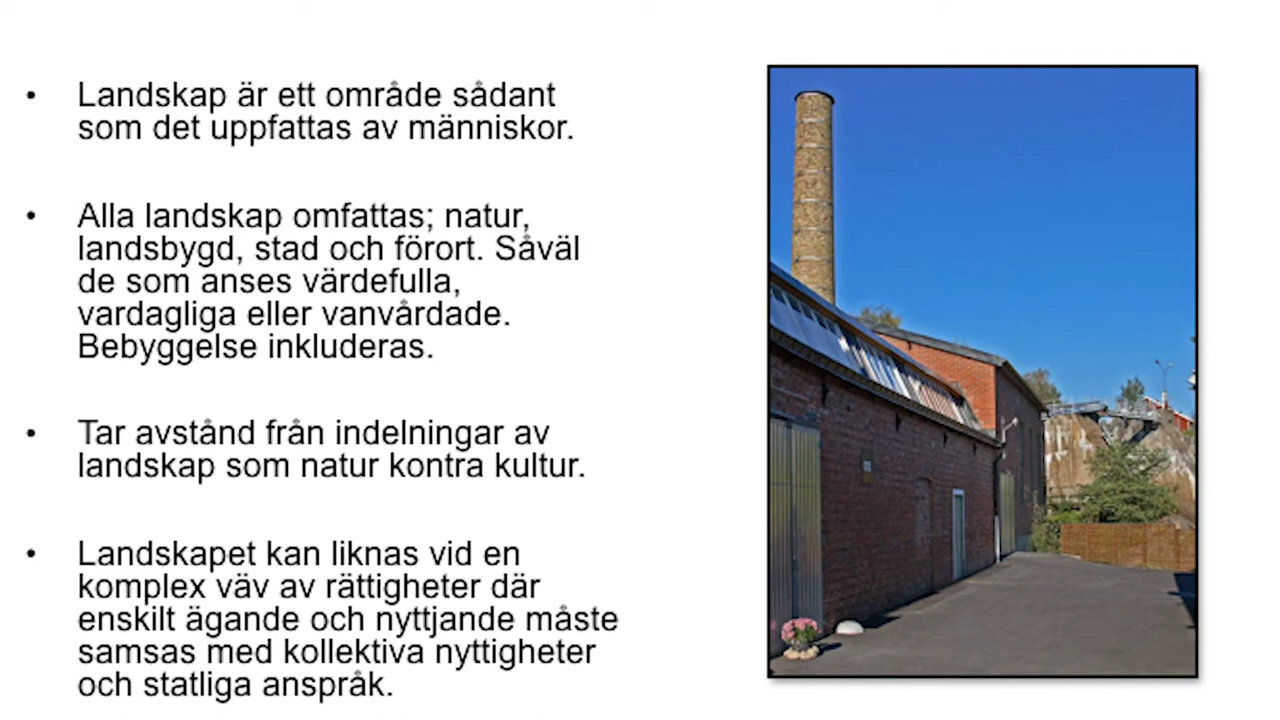 • Landskap är ett område sådant
som det uppfattas av människor.
• Alla landskap omfattas; natur,
landsbygd, stad och förort. Såväl
de som anses värdefulla,
vardagliga eller vanvårdade.
Bebyggelse inkluderas.
• Tar avstånd från indelningar av
landskap som natur kontra kultur.
• Landskapet kan liknas vid en
komplex väv av rättigheter där
enskilt ägande och nyttjande måste
samsas med kollektiva nyttigheter
och statliga anspråk.